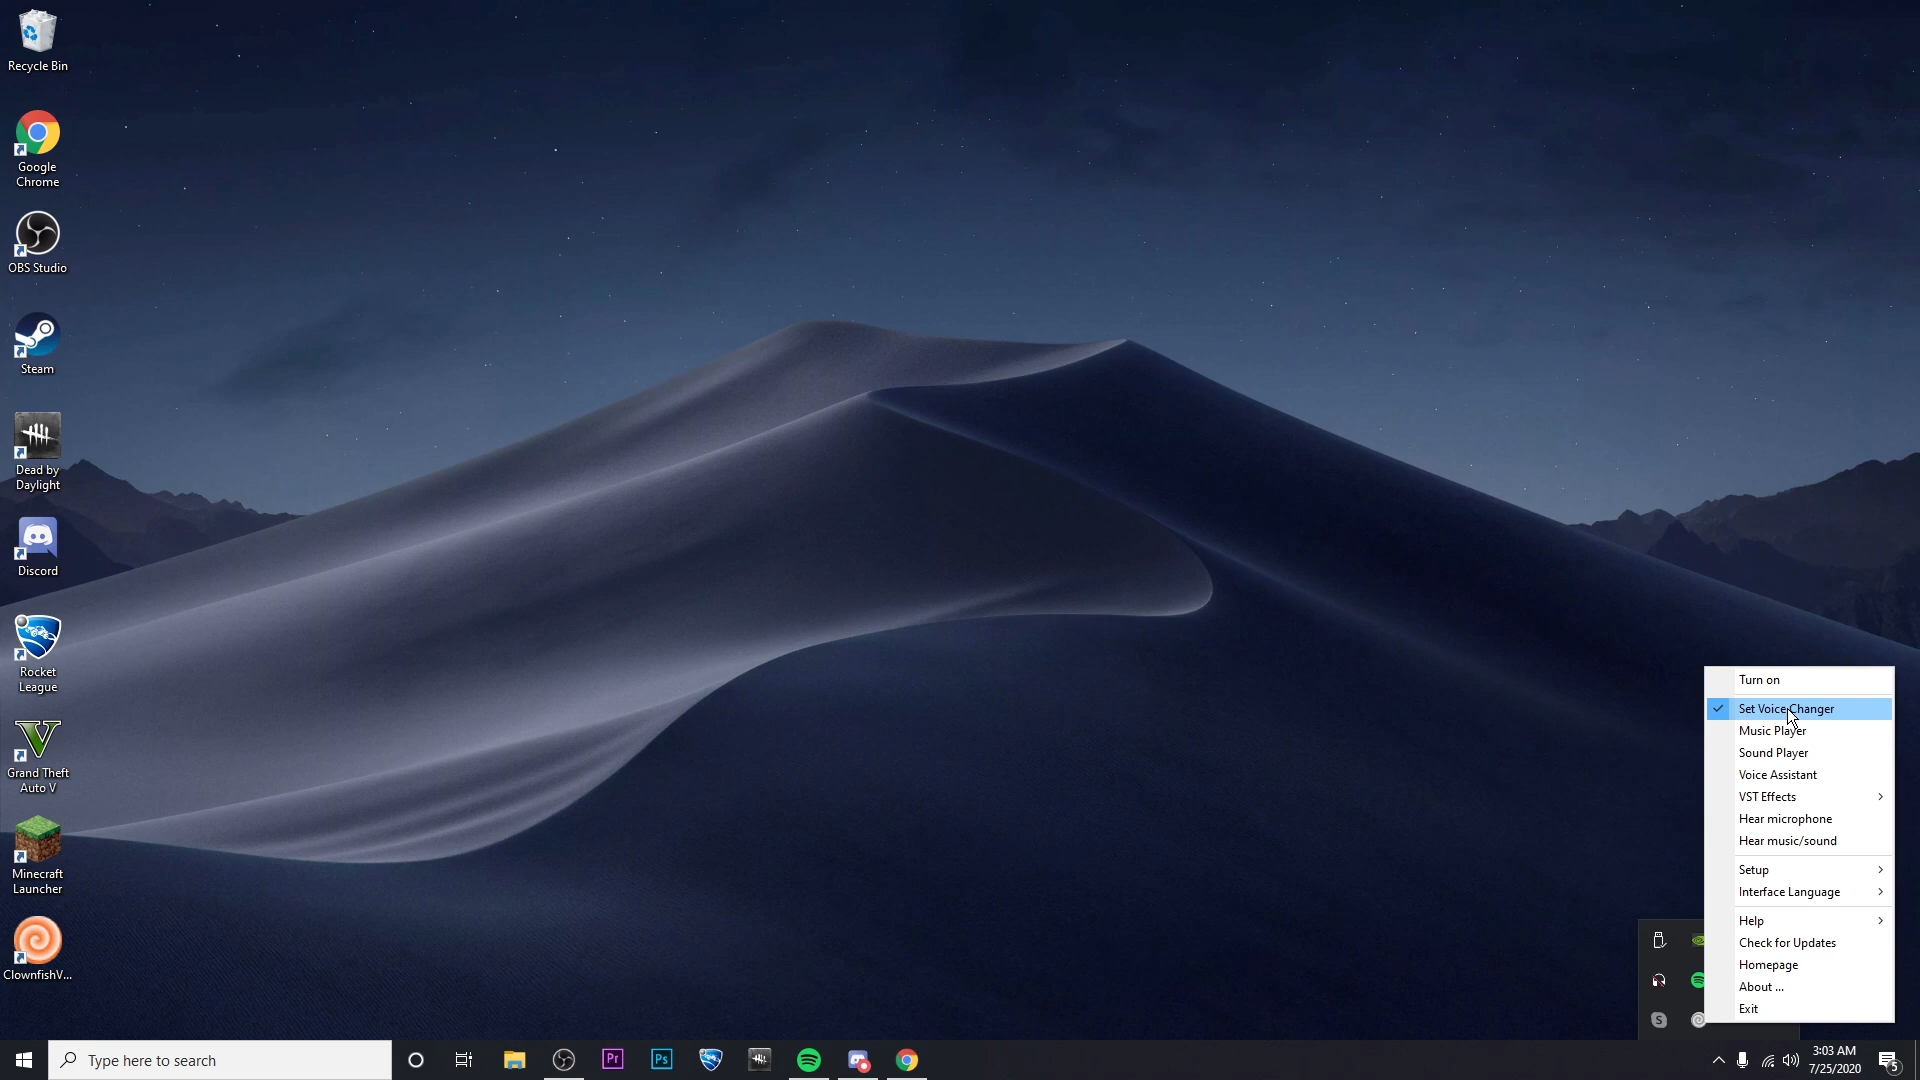 Recycle Bin
Google
Chrome
OBS Studio
Steam
Dead by
Daylight
Discord
Rocket
League
Grand Theft
Auto V
Minecraft
Launcher
ClownfishV...
Turn on
Set Voice Changer
Music Player
Sound Player
Voice Assistant
VST Effects
Hear microphone
Hear music/sound
Setup
Interface Language
Help
Check for Updates
Homepage
About ...
Exit
Type here to search
Pr
Ps
3:03 AM
7/25/2020
5